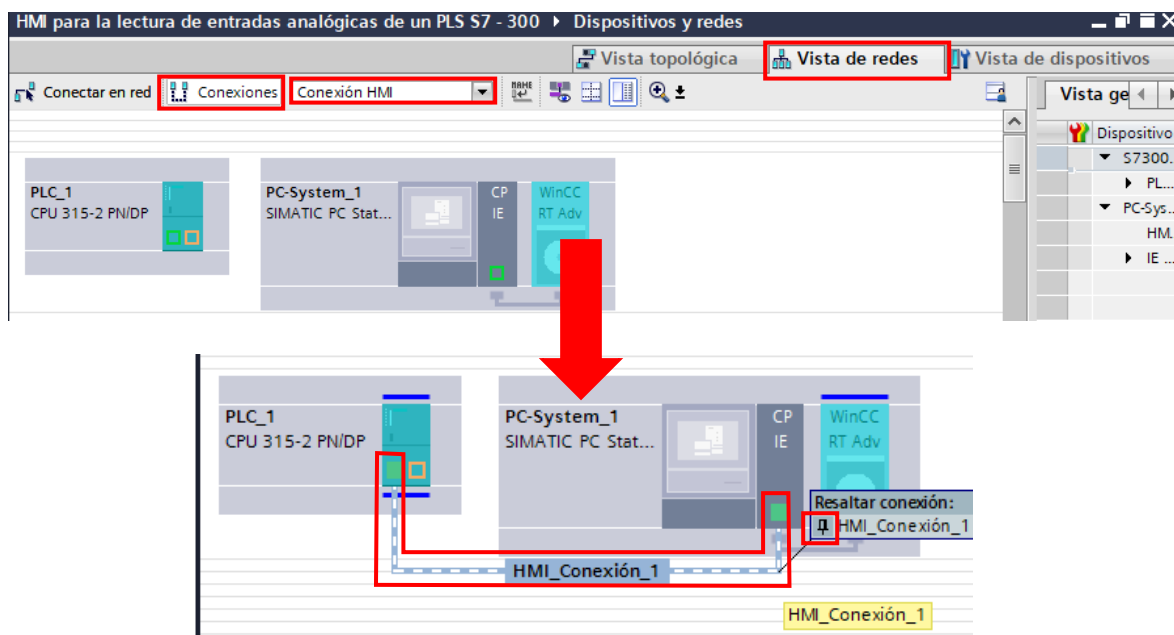 HMI para la lectura de entradas analógicas de un PLS S7 - 300 ▸ Dispositivos y redes
Vista topológica Vista de redes Vista de dispositivos
Conectar en red Conexiones Conexión HMI Vista ge
Dispositivo
S7300.
PL...
PC-Sys...
HM.
IE ...
PLC_1
CPU 315-2 PN/DP
PC-System_1
SIMATIC PC Stat...
CP
IE
WinCC
RT Adv
PLC_1
CPU 315-2 PN/DP
PC-System_1
SIMATIC PC Stat...
CP
IE
WinCC
RT Adv
Resaltar conexión:
HMI_Conexión_1
HMI_Conexión_1
HMI_Conexión_1